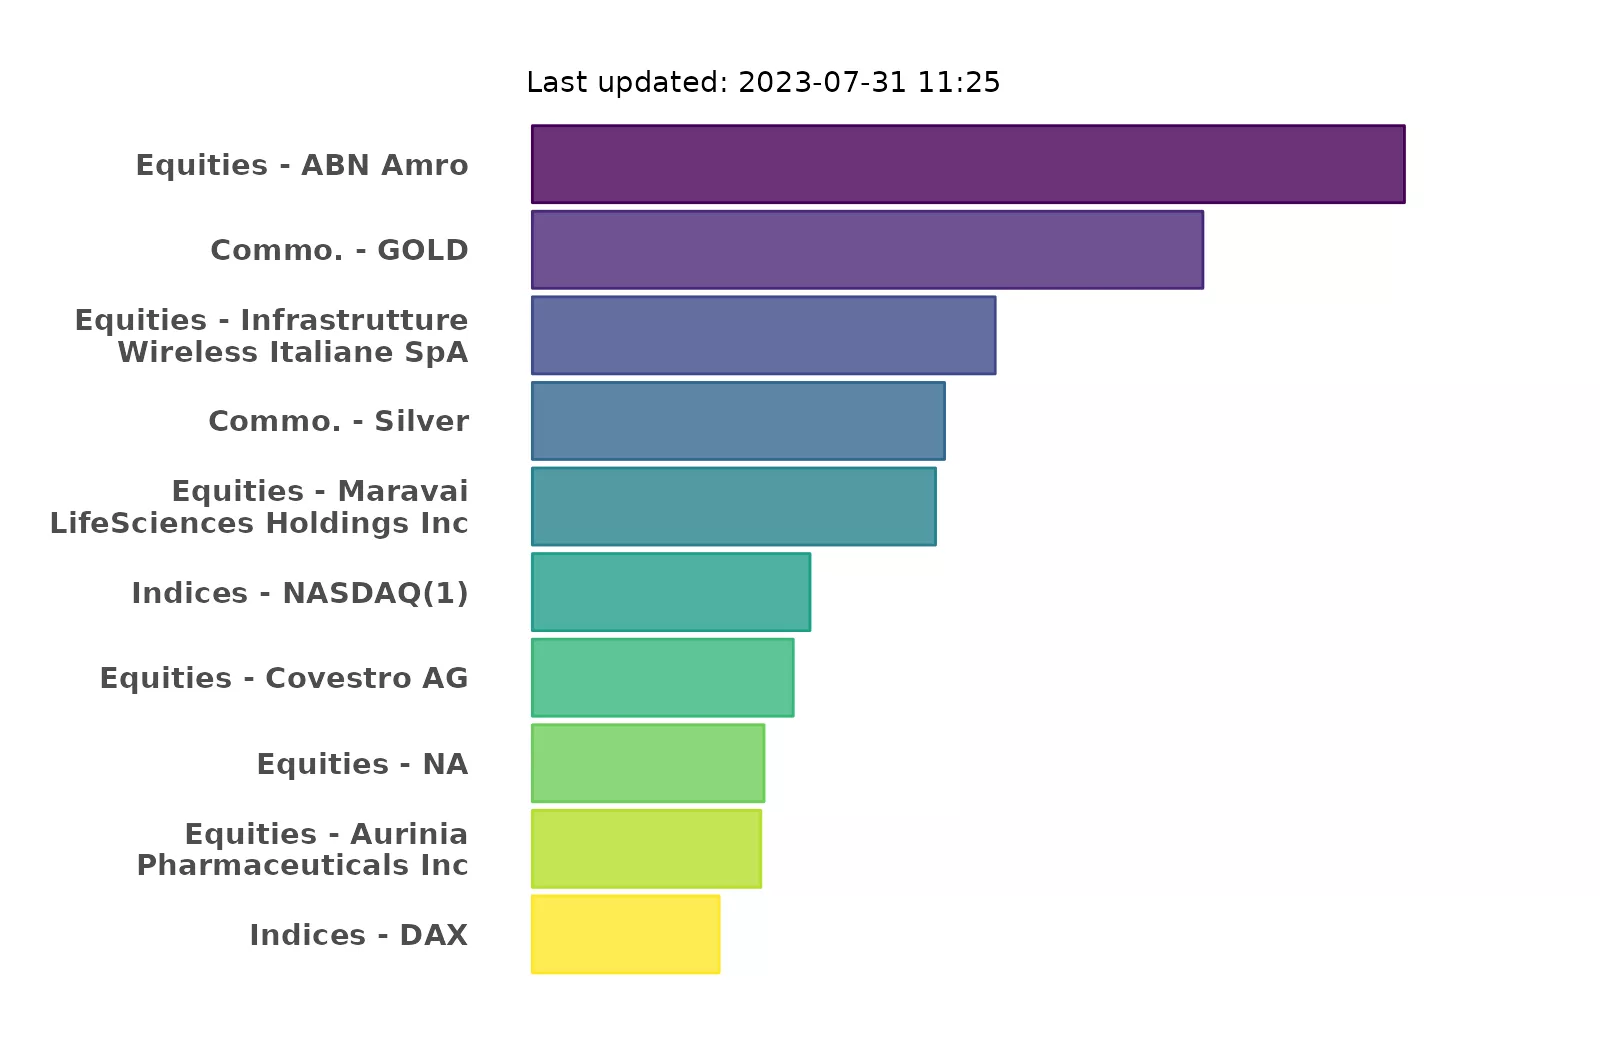 Last updated: 2023-07-31 11:25
Equities - ABN Amro
Commo. - GOLD
Equities - Infrastrutture
Wireless Italiane SpA
Commo. - Silver
Equities - Maravai
LifeSciences Holdings Inc
Indices - NASDAQ(1)
Equities - Covestro AG
Equities - NA
Equities - Aurinia
Pharmaceuticals Inc
Indices - DAX